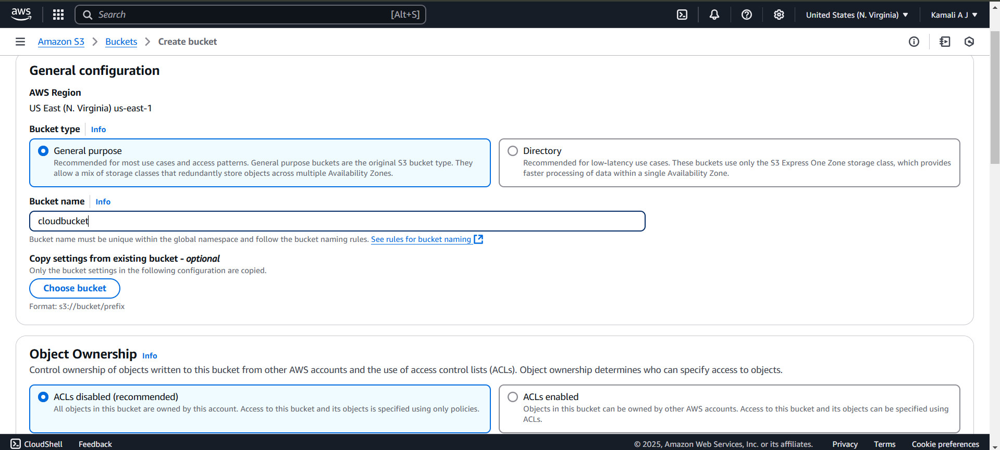 aws
Search [Alt+S]
United States (N. Virginia) Kamali A J
Amazon S3 Buckets Create bucket
General configuration
AWS Region
US East (N. Virginia) us-east-1
Bucket type Info
General purpose
Recommended for most use cases and access patterns. General purpose buckets are the original S3 bucket type. They
allow a mix of storage classes that redundantly store objects across multiple Availability Zones.
Directory
Recommended for low-latency use cases. These buckets use only the S3 Express One Zone storage class, which provides
faster processing of data within a single Availability Zone.
Bucket name Info
cloudbucket
Bucket name must be unique within the global namespace and follow the bucket naming rules. See rules for bucket naming
Copy settings from existing bucket - optional
Only the bucket settings in the following configuration are copied.
Choose bucket
Format: s3://bucket/prefix
Object Ownership Info
Control ownership of objects written to this bucket from other AWS accounts and the use of access control lists (ACLs). Object ownership determines who can specify access to objects.
ACLs disabled (recommended)
All objects in this bucket are owned by this account. Access to this bucket and its objects is specified using only policies.
ACLs enabled
Objects in this bucket can be owned by other AWS accounts. Access to this bucket and its objects can be specified using
ACLs.
CloudShell Feedback © 2025, Amazon Web Services, Inc. or its affiliates. Privacy Terms Cookie preferences